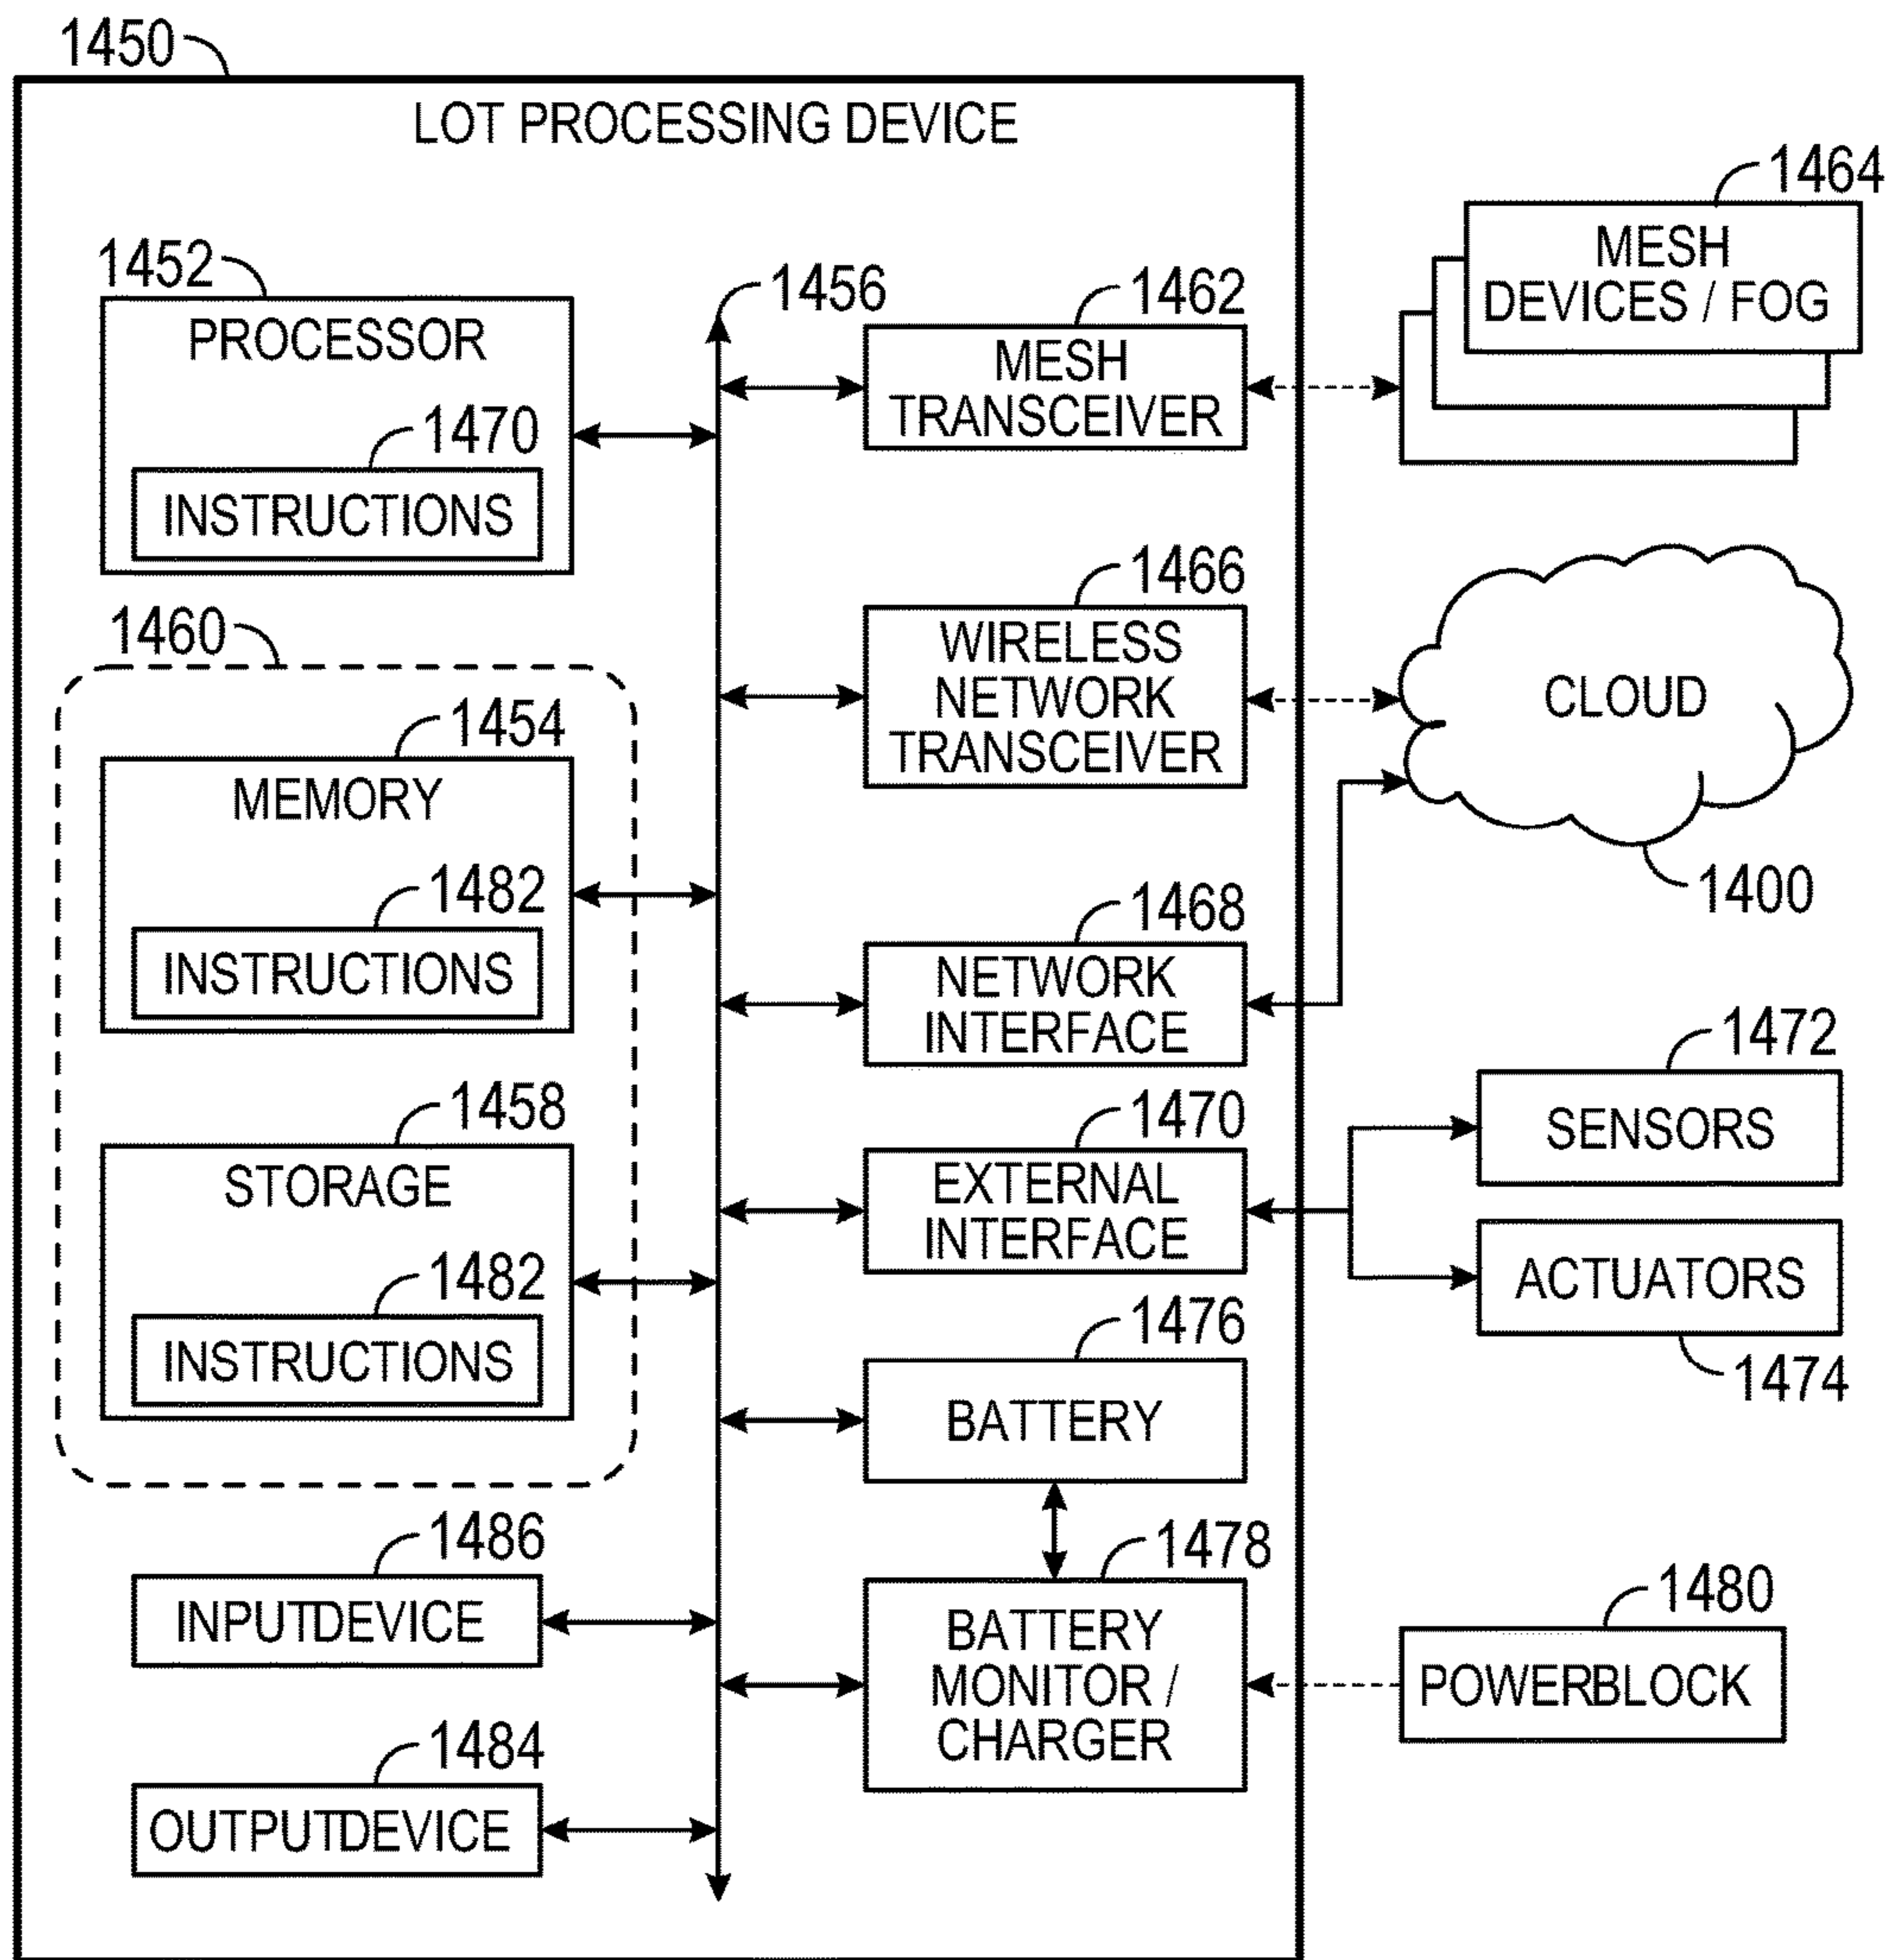 1450
LOT PROCESSING DEVICE
1452
PROCESSOR
1470
INSTRUCTIONS
1460
1454
MEMORY
1482
INSTRUCTIONS
1458
STORAGE
1482
INSTRUCTIONS
1486
INPUTDEVICE
1484
OUTPUTDEVICE
1456
1462
MESH
TRANSCEIVER
1466
WIRELESS
NETWORK
TRANSCEIVER
1468
NETWORK
INTERFACE
1470
EXTERNAL
INTERFACE
1476
BATTERY
1478
BATTERY
MONITOR /
CHARGER
1464
MESH
DEVICES / FOG
CLOUD
1400
1472
SENSORS
ACTUATORS
1474
1480
POWERBLOCK